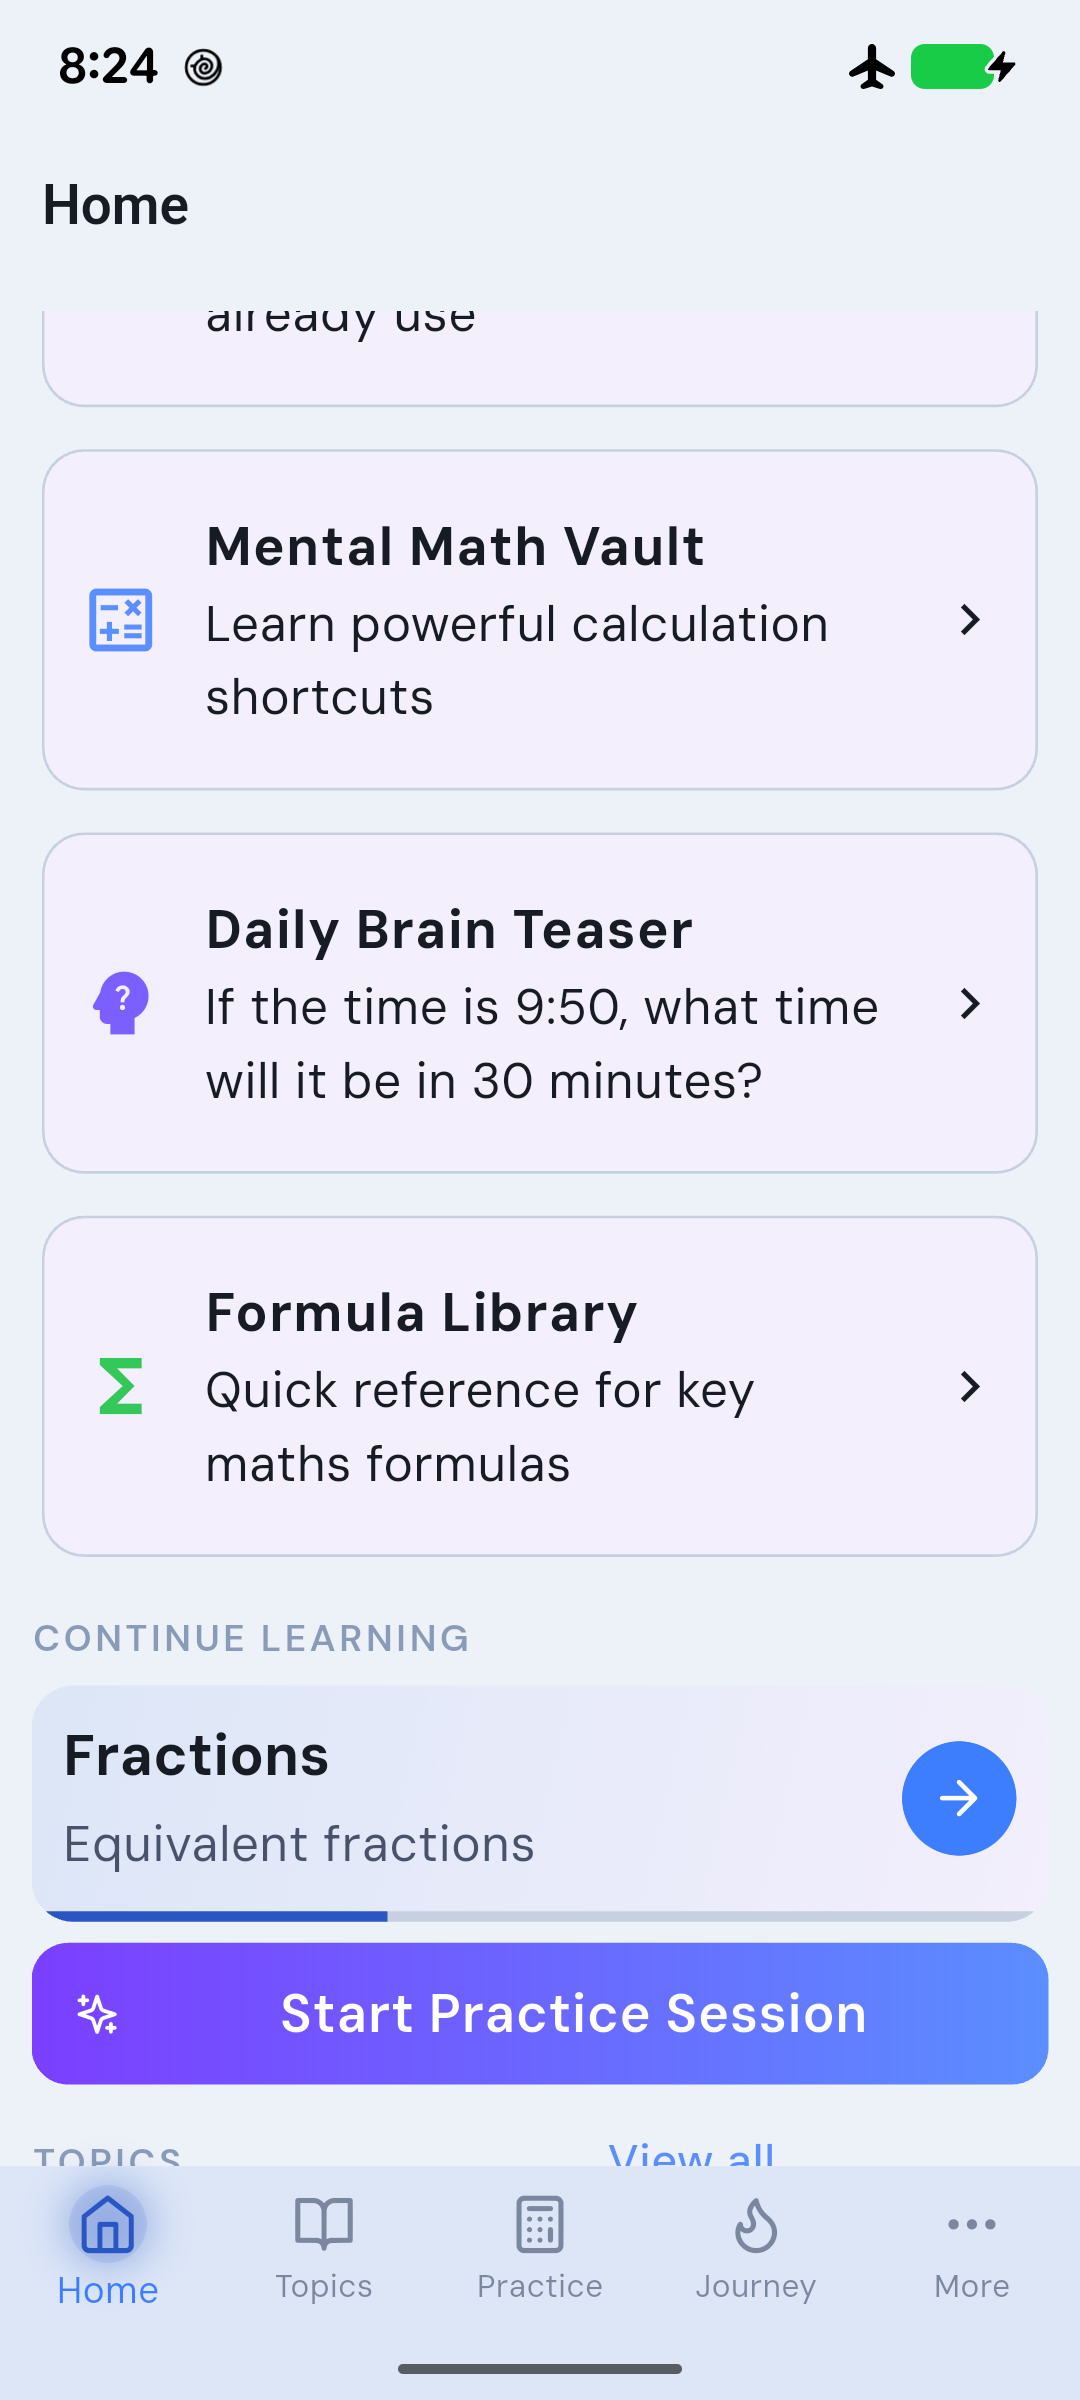 8:24
Home
already use
Mental Math Vault
Learn powerful calculation
shortcuts
Daily Brain Teaser
If the time is 9:50, what time
will it be in 30 minutes?
Formula Library
Quick reference for key
maths formulas
CONTINUE LEARNING
Fractions
Equivalent fractions
Start Practice Session
TOPICS View all
Home Topics Practice Journey More